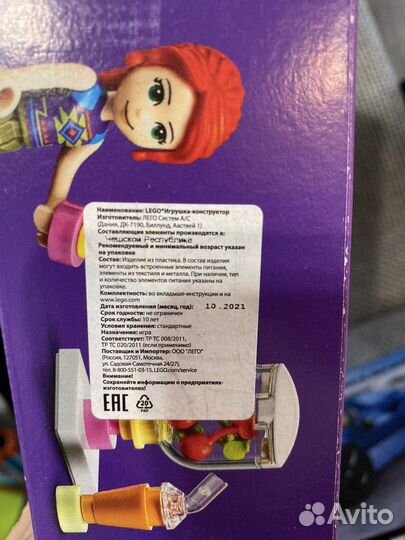 Наименование: LEGO®Игрушка-конструктор
Изготовитель: ЛЕГО Систем А/С
(Дания, ДК-7190, Биллунд, Ааствей 1)
Составляющие элементы производятся в:
Чешской Республике
Рекомендуемый и минимальный возраст указан
на упаковке
Состав: Изделие из пластика. В состав изделия
могут входить встроенные элементы питания,
элементы из текстиля и металла. При наличии, тип
и количество элементов питания указаны на
упаковке.
Комплектность: во вкладыше-инструкции и на
www.lego.com
Дата изготовления (месяц, год): 10.2021
Срок годности: не ограничен
Срок службы: 10 лет
Условия хранения: стандартные
Назначение: игра
Соответствует: ТР ТС 008/2011,
ТР ТС 020/2011 (если применимо)
Поставщик и Импортер: ООО "ЛЕГО"
(Россия, 127051, Москва,
ул. Садовая-Самотечная 24/27),
тел. 8-800-551-03-15, LEGO.com/service
Внимание!
Сохраняйте информацию о предприятиях-
изготовителях!
EAC
20
PAP
Avito